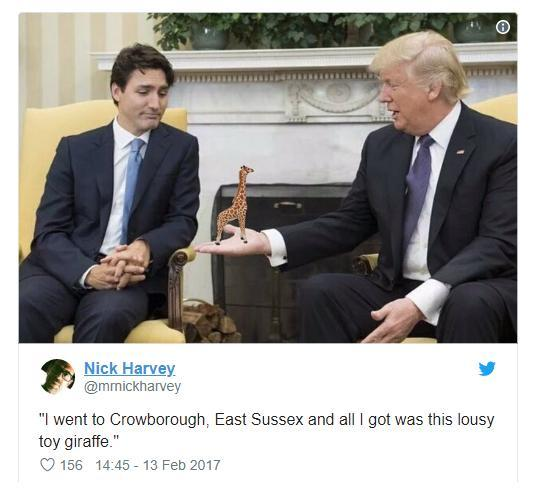 Nick Harvey
@mrnickharvey
"I went to Crowborough, East Sussex and all I got was this lousy
toy giraffe."
156 14:45 - 13 Feb 2017